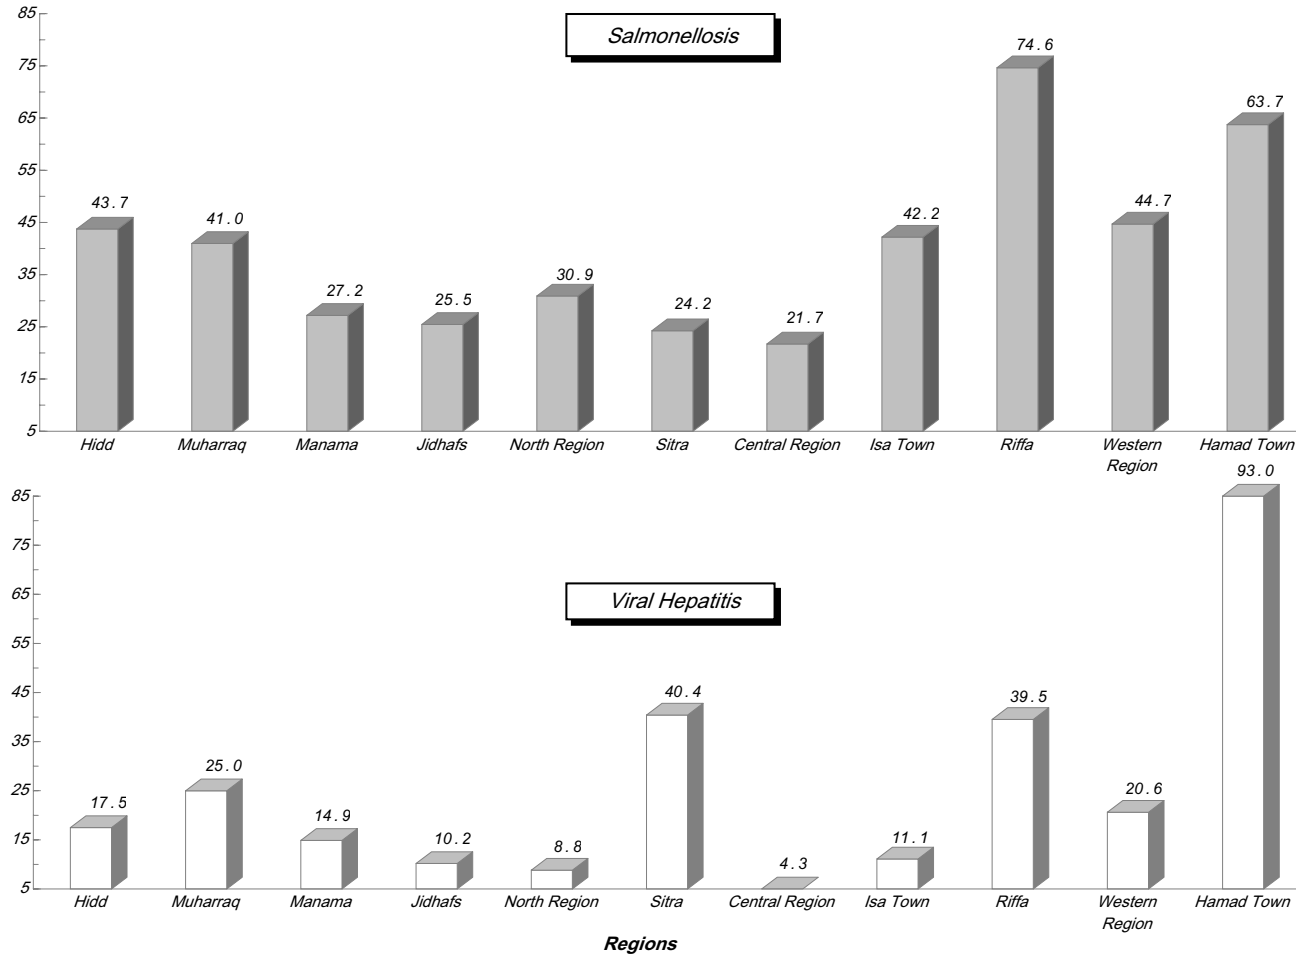 Salmonellosis
85
75
65
55
45
35
25
15
5
43.7
41.0
27.2
25.5
30.9
24.2
21.7
42.2
74.6
44.7
63.7
Hidd
Muharraq
Manama
Jidhafs
North Region
Sitra
Central Region
Isa Town
Riffa
Western
Region
Hamad Town
Viral Hepatitis
85
75
65
55
45
35
25
15
5
17.5
25.0
14.9
10.2
8.8
40.4
4.3
11.1
39.5
20.6
93.0
Hidd
Muharraq
Manama
Jidhafs
North Region
Sitra
Central Region
Isa Town
Riffa
Western
Region
Hamad Town
Regions